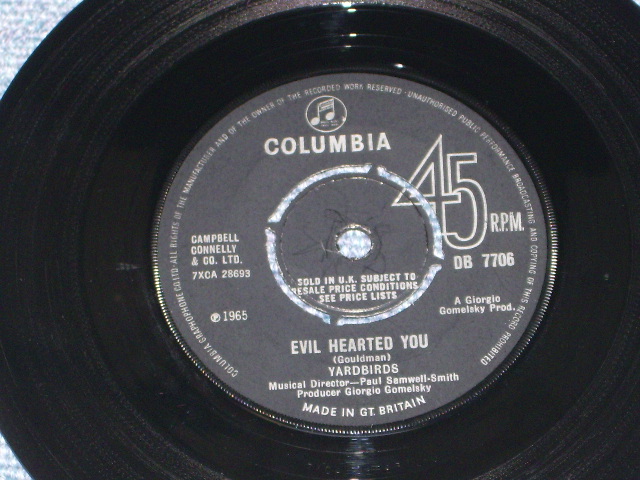 COLUMBIA GRAPHOPHONE CO. LTD.·ALL RIGHTS OF THE MANUFACTURER AND OF THE OWNER OF THE RECORDED WORK RESERVED·UNAUTHORISED PUBLIC PERFORMANCE BROADCASTING AND COPYING OF THIS RECORD PROHIBITED
COLUMBIA
45
R.P.M.
CAMPBELL
CONNELLY
& CO. LTD.
7XCA 28693
DB 7706
SOLD IN U.K. SUBJECT TO
RESALE PRICE CONDITIONS,
SEE PRICE LISTS
A Giorgio
Gomelsky Prod.
℗ 1965
EVIL HEARTED YOU
(Gouldman)
YARDBIRDS
Musical Director—Paul Samwell-Smith
Producer Giorgio Gomelsky
MADE IN GT. BRITAIN